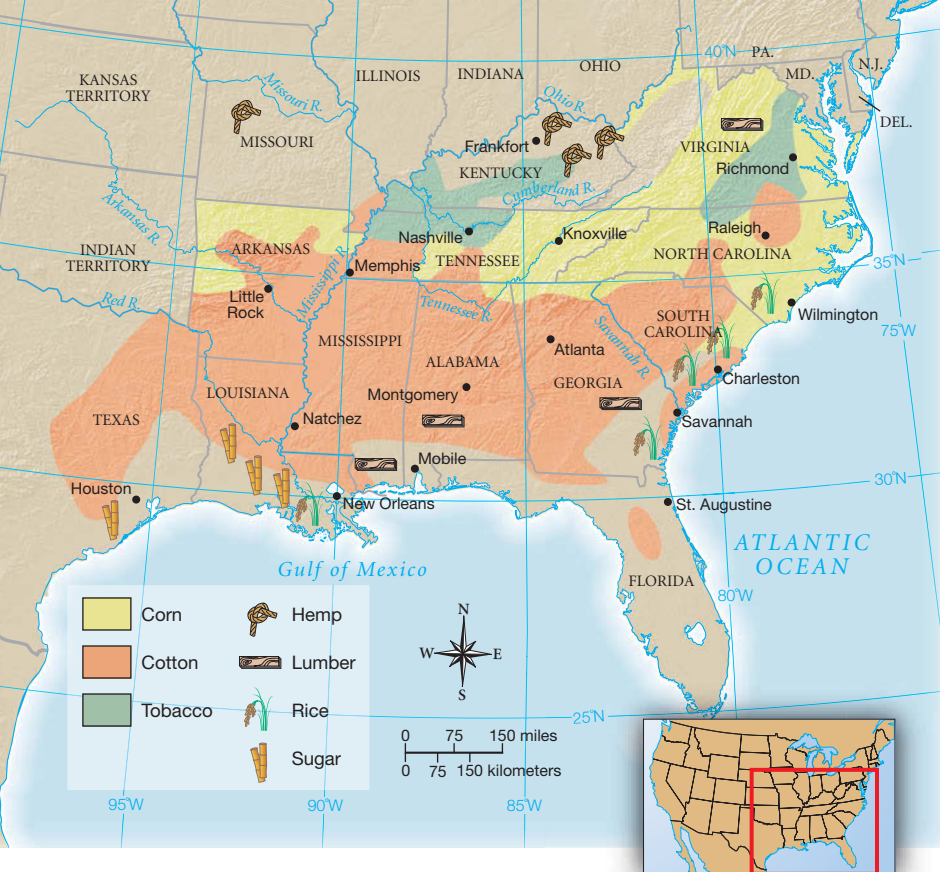 PA.
40°N
OHIO
N.J.
ILLINOIS
INDIANA
MD.
KANSAS
TERRITORY
Missouri R.
Ohio R.
DEL.
MISSOURI
Frankfort
VIRGINIA
KENTUCKY
Richmond
Cumberland R.
Arkansas R.
Nashville
Knoxville
Raleigh
INDIAN
TERRITORY
ARKANSAS
Mississippi R.
Memphis
TENNESSEE
NORTH CAROLINA
35°N
Red R.
Little
Rock
Tennessee R.
Wilmington
SOUTH
CAROLINA
75°W
MISSISSIPPI
Savannah R.
Atlanta
ALABAMA
GEORGIA
Charleston
LOUISIANA
Montgomery
TEXAS
Natchez
Savannah
Mobile
30°N
Houston
New Orleans
St. Augustine
ATLANTIC
OCEAN
Gulf of Mexico
FLORIDA
80°W
Corn
Hemp
Cotton
Lumber
Tobacco
Rice
Sugar
N
W
E
S
25°N
0 75 150 miles
0 75 150 kilometers
95°W
90°W
85°W